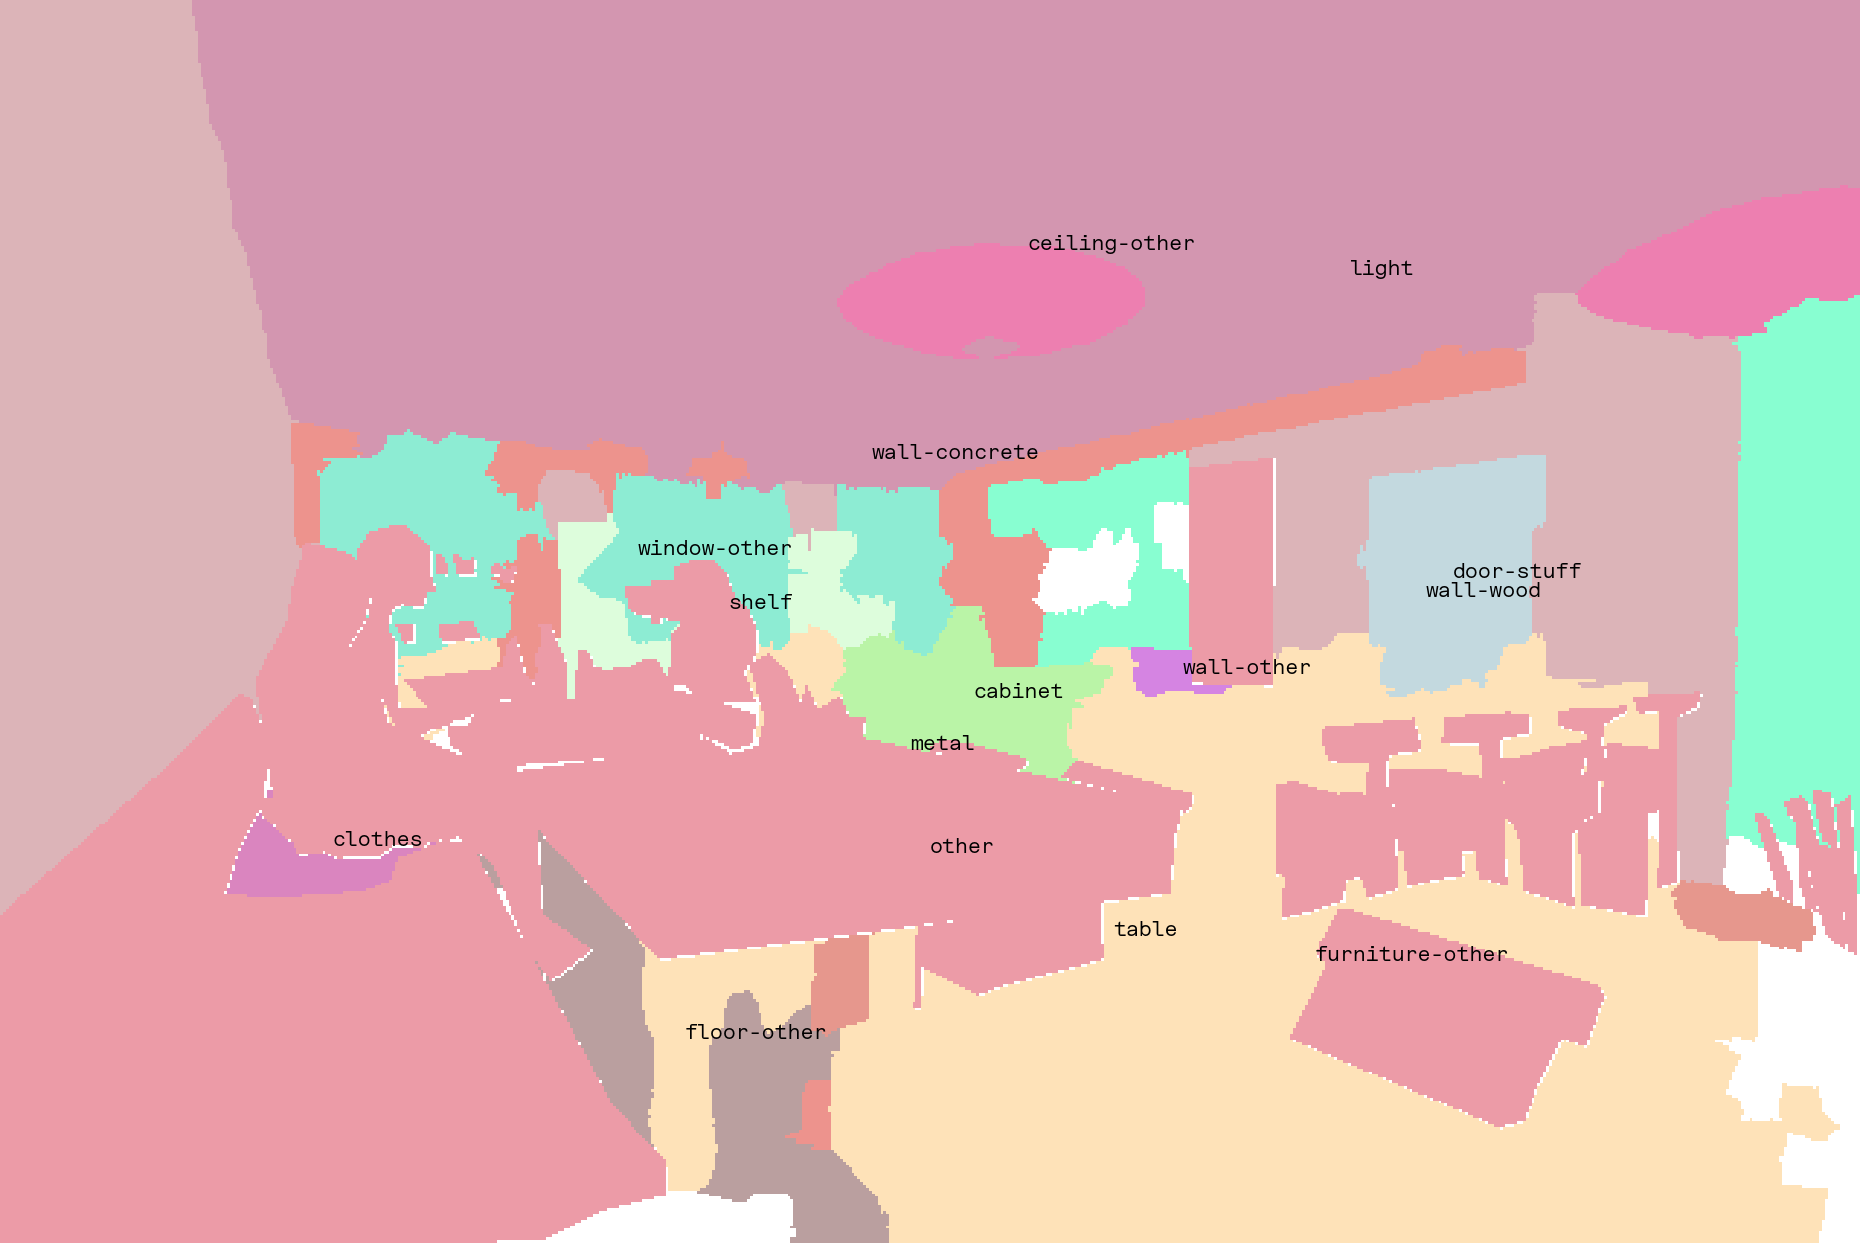 ceiling-other
light
wall-concrete
window-other
door-stuff
wall-wood
shelf
wall-other
cabinet
metal
clothes
other
table
furniture-other
floor-other